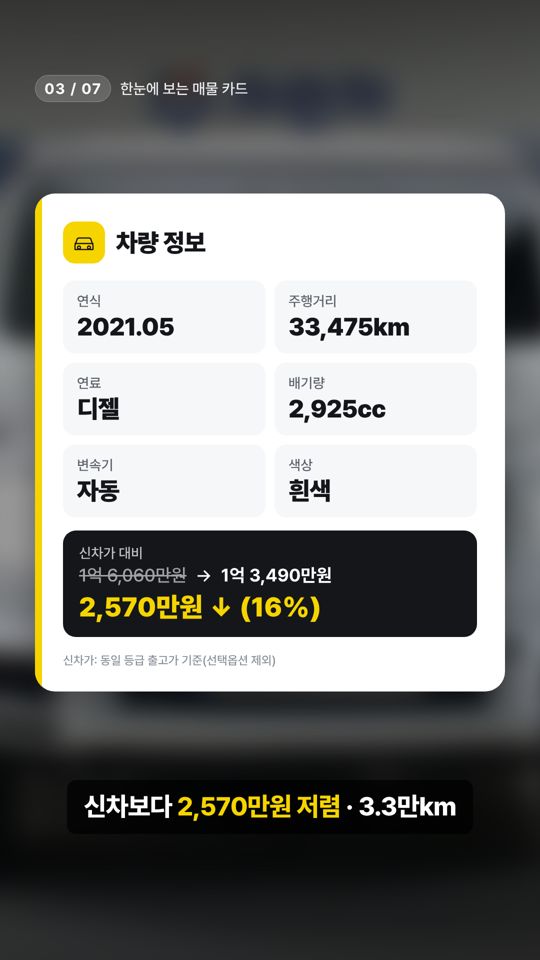 03 / 07 한눈에 보는 매물 카드
차량 정보
연식
2021.05
주행거리
33,475km
연료
디젤
배기량
2,925cc
변속기
자동
색상
흰색
신차가 대비
1억 6,060만원 → 1억 3,490만원
2,570만원 ↓ (16%)
신차가: 동일 등급 출고가 기준(선택옵션 제외)
신차보다 2,570만원 저렴 · 3.3만km